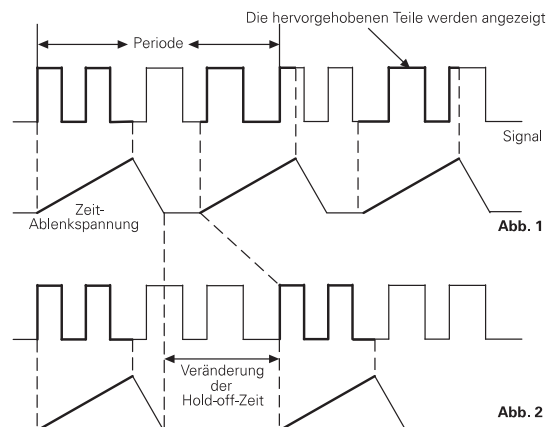 Die hervorgehobenen Teile werden angezeigt
Periode
Signal
Zeit-
Ablenkspannung
Abb. 1
Veränderung
der
Hold-off-Zeit
Abb. 2